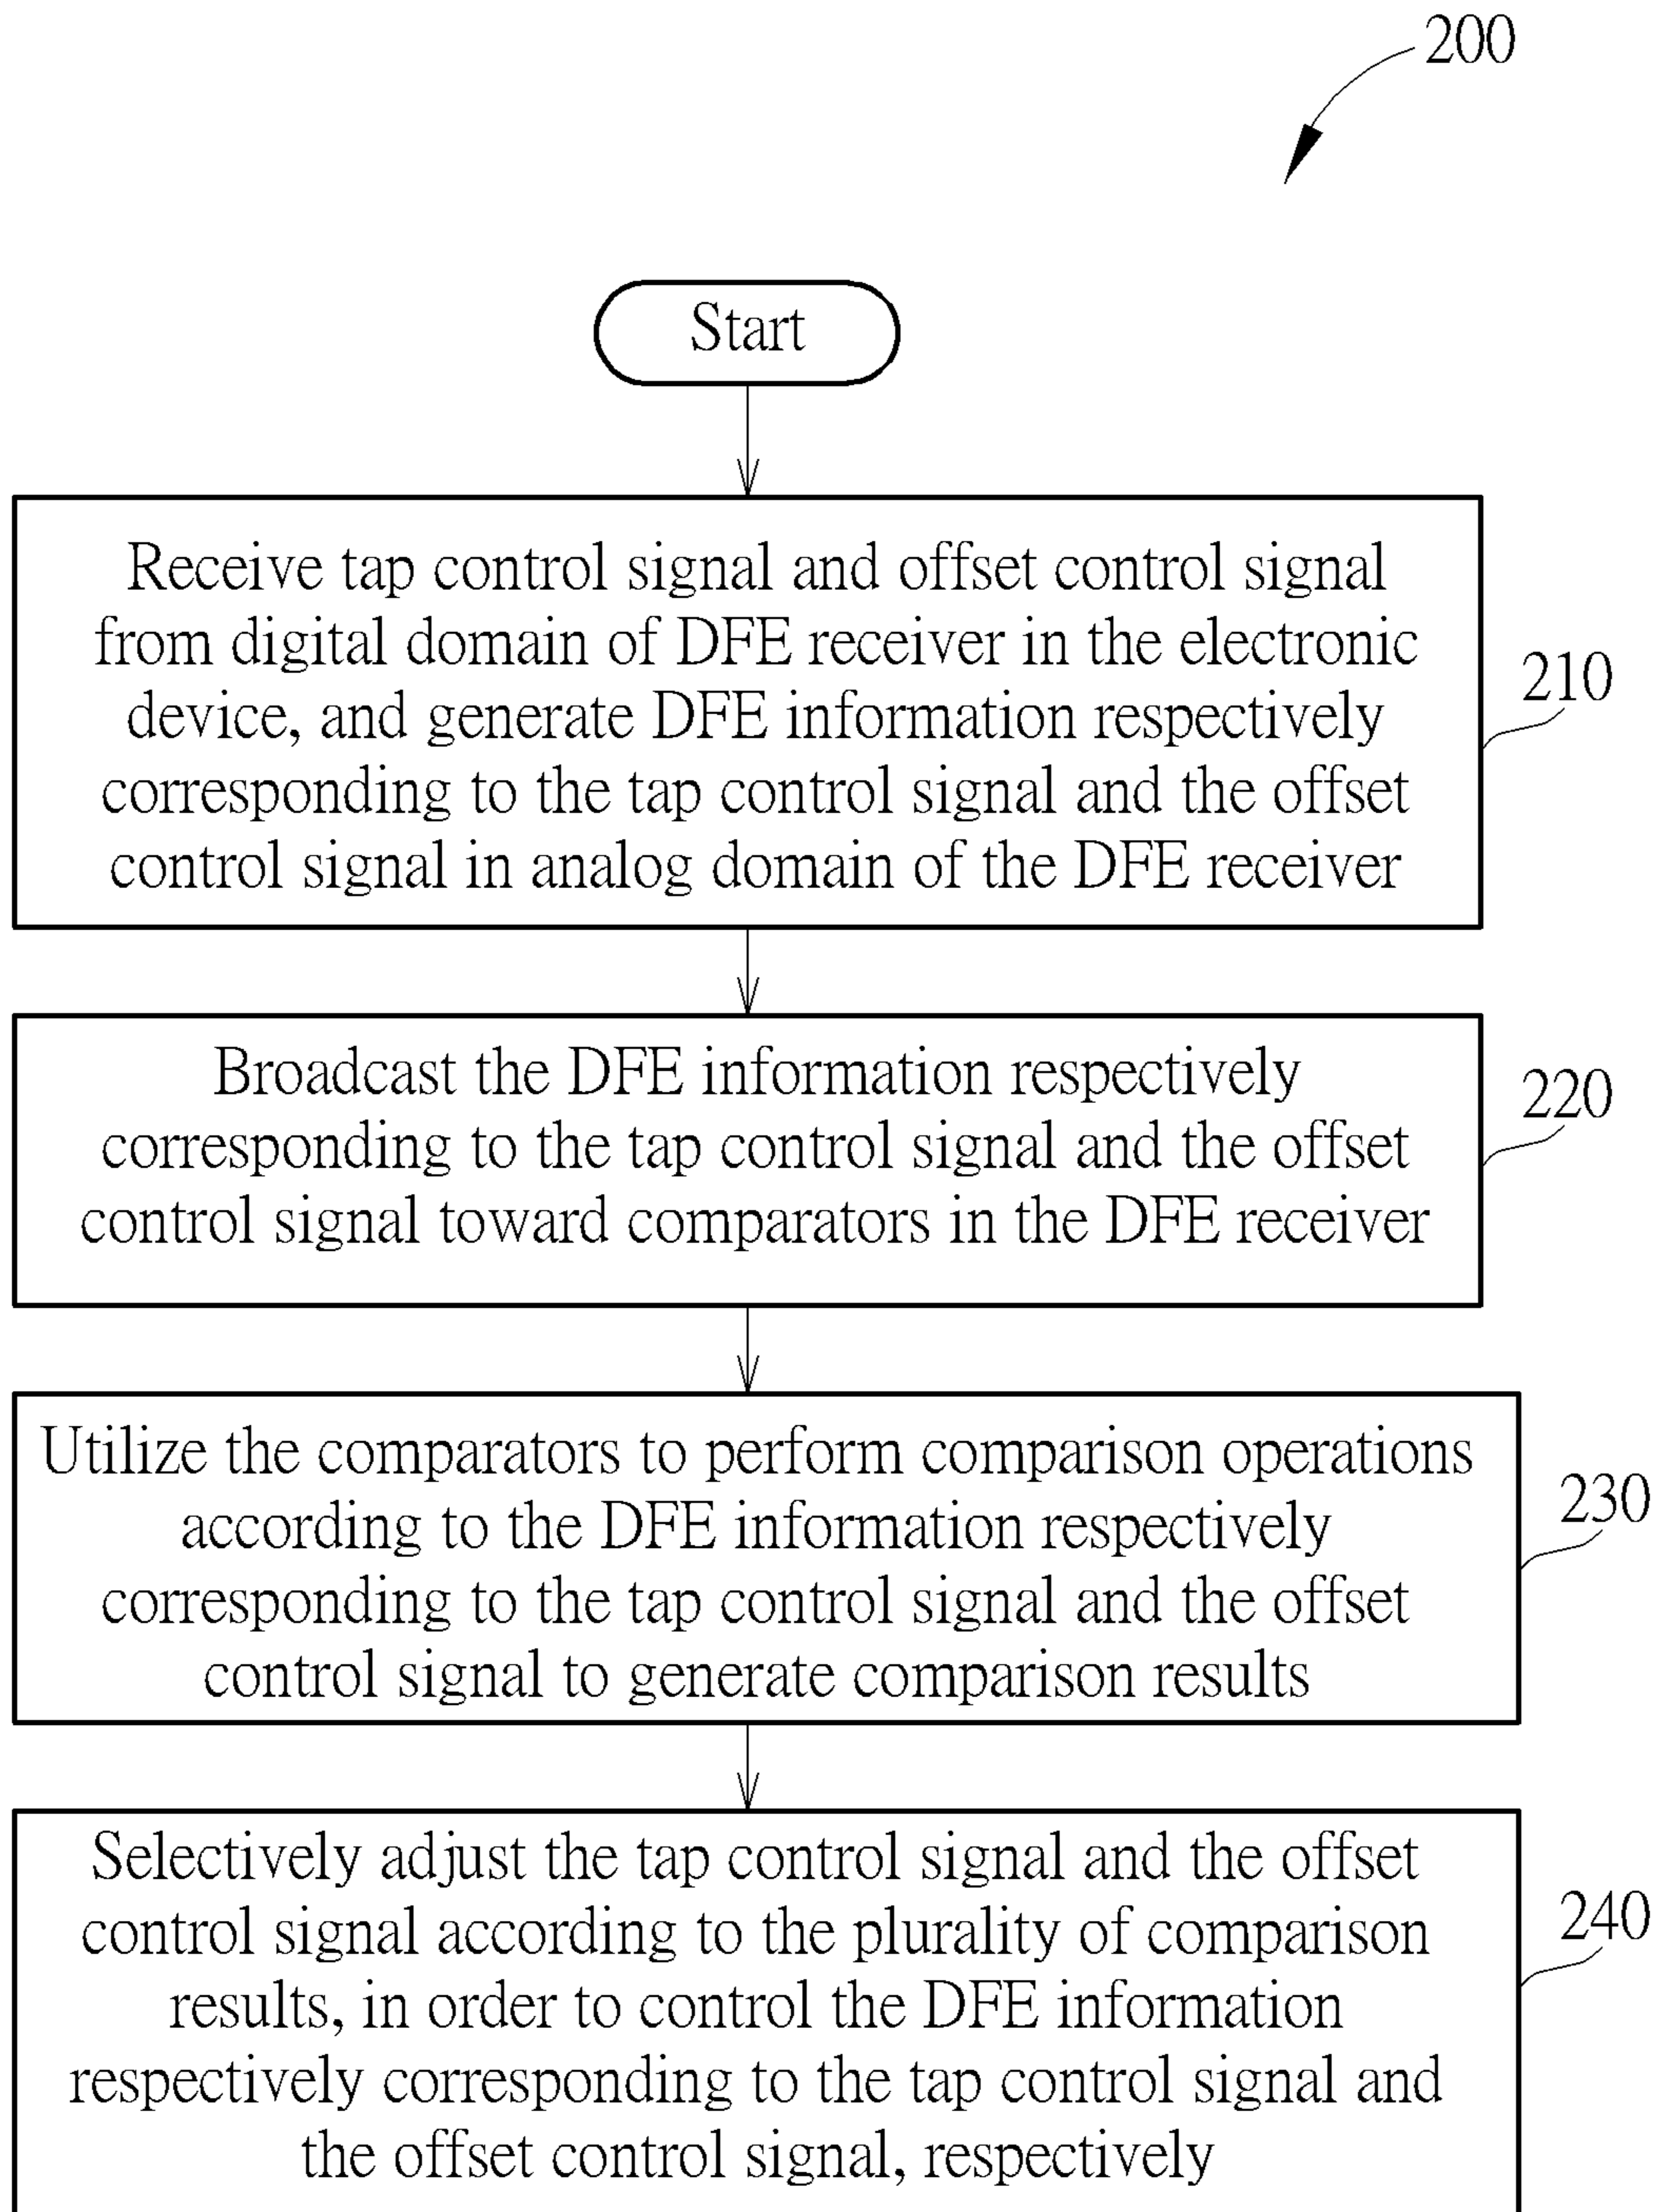 200
Start
Receive tap control signal and offset control signal
from digital domain of DFE receiver in the electronic
device, and generate DFE information respectively
corresponding to the tap control signal and the offset
control signal in analog domain of the DFE receiver
210
Broadcast the DFE information respectively
corresponding to the tap control signal and the offset
control signal toward comparators in the DFE receiver
220
Utilize the comparators to perform comparison operations
according to the DFE information respectively
corresponding to the tap control signal and the offset
control signal to generate comparison results
230
Selectively adjust the tap control signal and the offset
control signal according to the plurality of comparison
results, in order to control the DFE information
respectively corresponding to the tap control signal and
the offset control signal, respectively
240